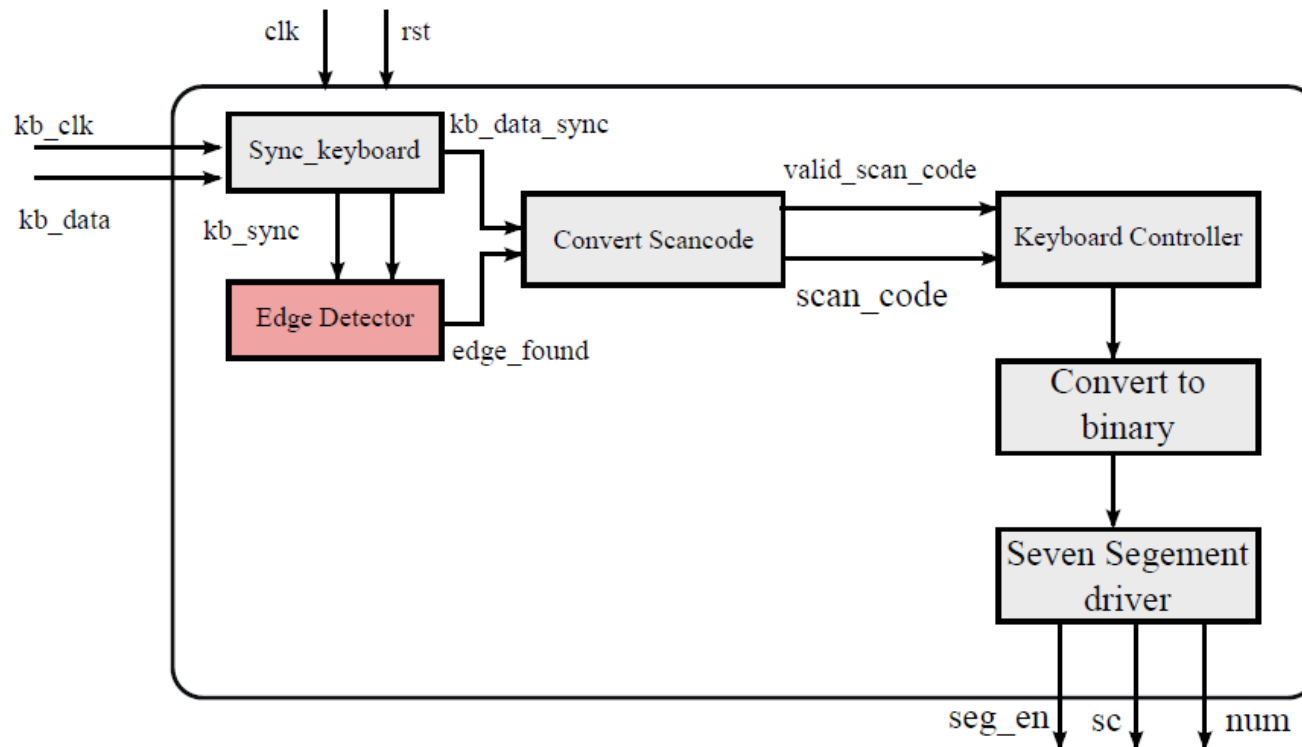 clk
rst
kb_clk
kb_data
Sync_keyboard
kb_data_sync
kb_sync
Edge Detector
edge_found
Convert Scancode
valid_scan_code
scan_code
Keyboard Controller
Convert to
binary
Seven Segement
driver
seg_en
sc
num